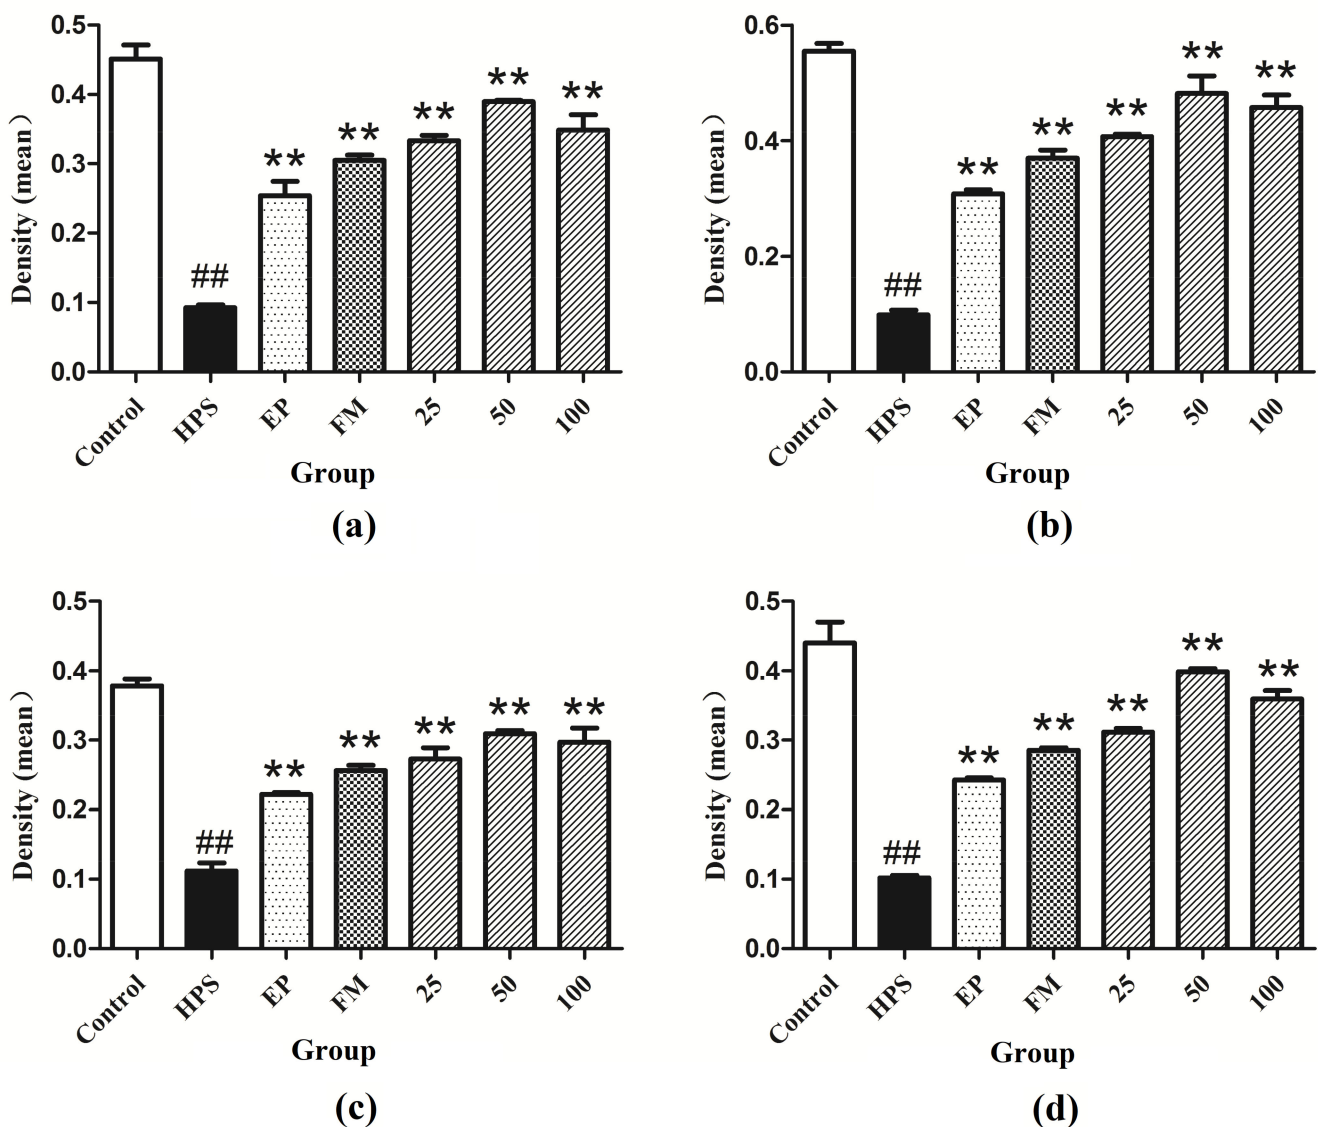 0.5
0.4
0.3
0.2
0.1
0.0
Density (mean）
**
**
**
**
**
##
Control
HPS
EP
FM
25
50
100
Group
(a)
0.6
0.4
0.2
0.0
Density (mean）
**
**
**
**
**
##
Control
HPS
EP
FM
25
50
100
Group
(b)
0.5
0.4
0.3
0.2
0.1
0.0
Density (mean）
**
**
**
**
**
##
Control
HPS
EP
FM
25
50
100
Group
(c)
0.5
0.4
0.3
0.2
0.1
0.0
Density (mean）
**
**
**
**
**
##
Control
HPS
EP
FM
25
50
100
Group
(d)